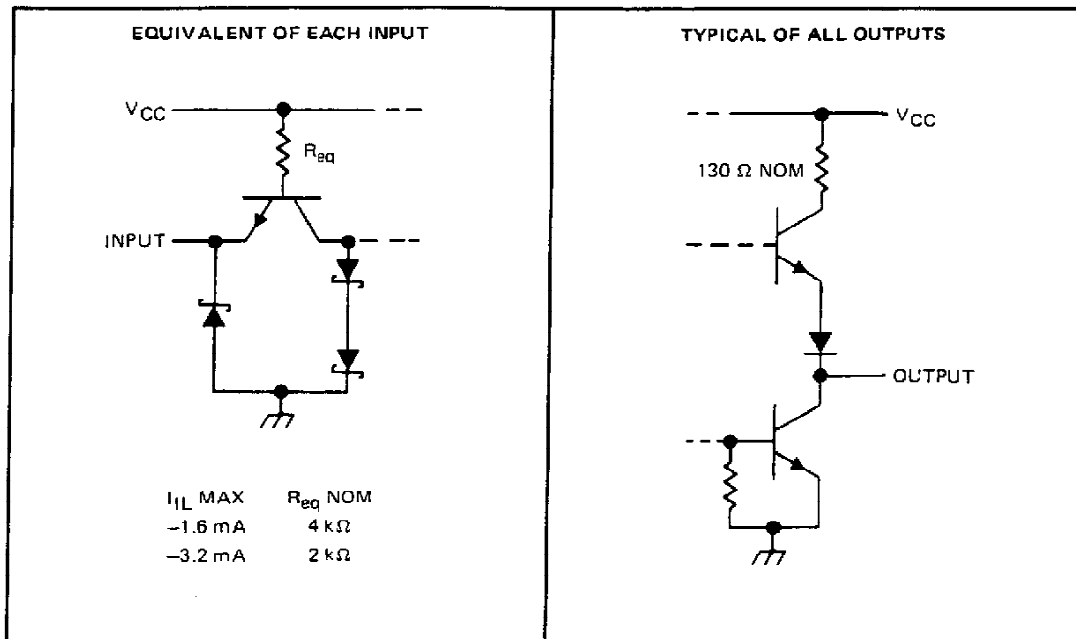 EQUIVALENT OF EACH INPUT
VCC
Req
INPUT
IIL MAX Req NOM
–1.6 mA 4 kΩ
–3.2 mA 2 kΩ
TYPICAL OF ALL OUTPUTS
VCC
130 Ω NOM
OUTPUT